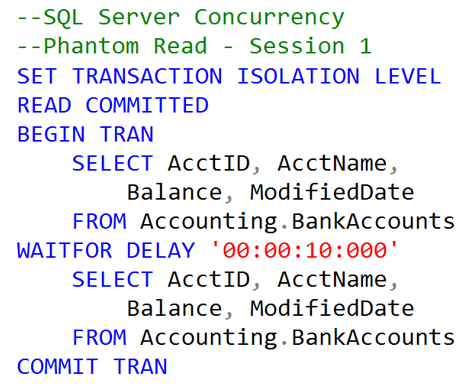 --SQL Server Concurrency
--Phantom Read - Session 1
SET TRANSACTION ISOLATION LEVEL
READ COMMITTED
BEGIN TRAN
SELECT AcctID, AcctName,
Balance, ModifiedDate
FROM Accounting.BankAccounts
WAITFOR DELAY '00:00:10:000'
SELECT AcctID, AcctName,
Balance, ModifiedDate
FROM Accounting.BankAccounts
COMMIT TRAN